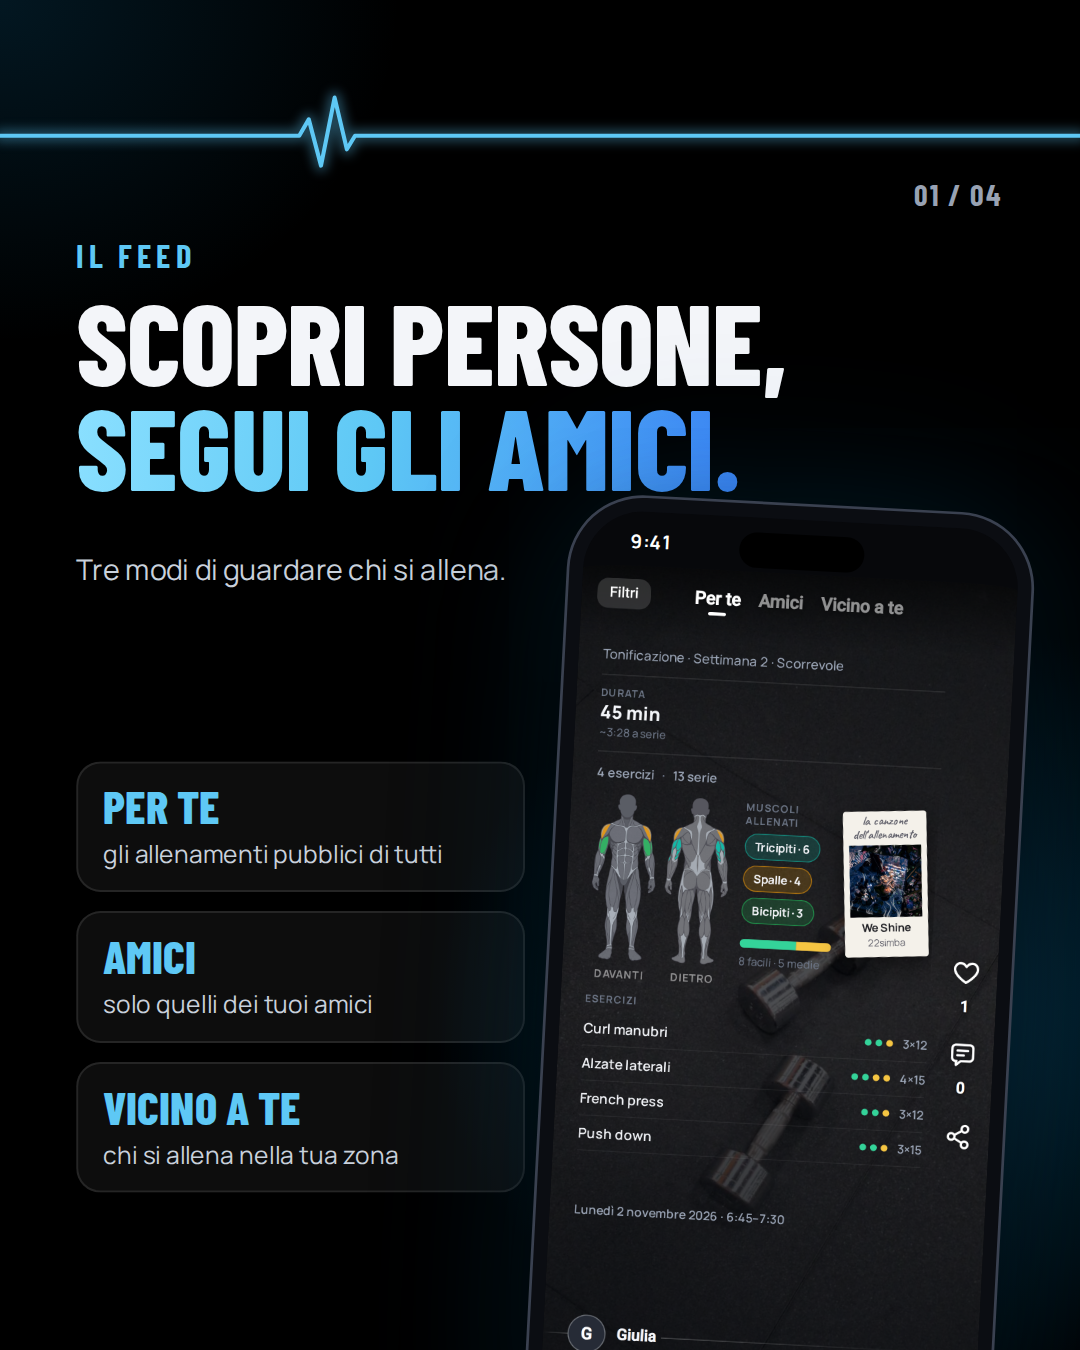 01 / 04
IL FEED
SCOPRI PERSONE,
SEGUI GLI AMICI.
Tre modi di guardare chi si allena.
PER TE
gli allenamenti pubblici di tutti
AMICI
solo quelli dei tuoi amici
VICINO A TE
chi si allena nella tua zona
9:41
Filtri
Per te Amici Vicino a te
Tonificazione · Settimana 2 · Scorrevole
DURATA
45 min
~3:28 a serie
4 esercizi · 13 serie
MUSCOLI
ALLENATI
Tricipiti · 6
Spalle · 4
Bicipiti · 3
8 facili · 5 medie
DAVANTI DIETRO
la canzone
dell'allenamento
We Shine
22simba
1
0
ESERCIZI
Curl manubri 3×12
Alzate laterali 4×15
French press 3×12
Push down 3×15
Lunedì 2 novembre 2026 · 6:45–7:30
G Giulia